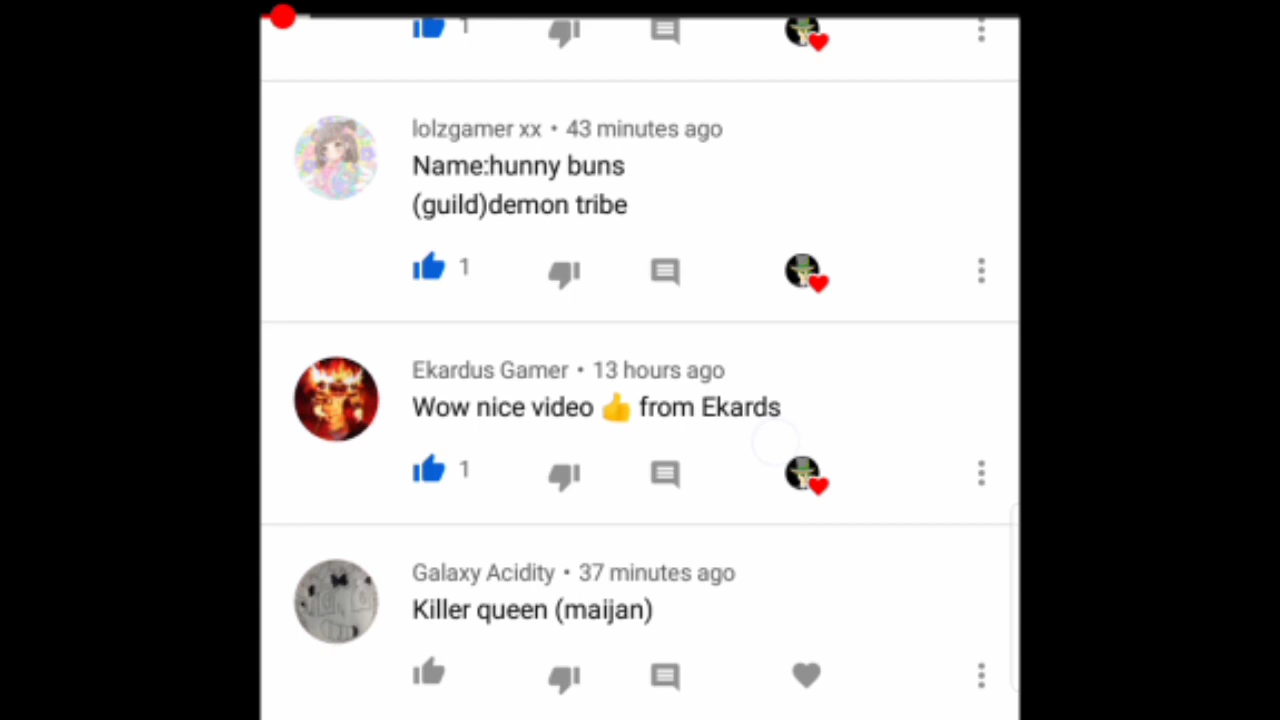 1
lolzgamer xx • 43 minutes ago
Name:hunny buns
(guild)demon tribe
1
Ekardus Gamer • 13 hours ago
Wow nice video 👍 from Ekards
1
Galaxy Acidity • 37 minutes ago
Killer queen (maijan)